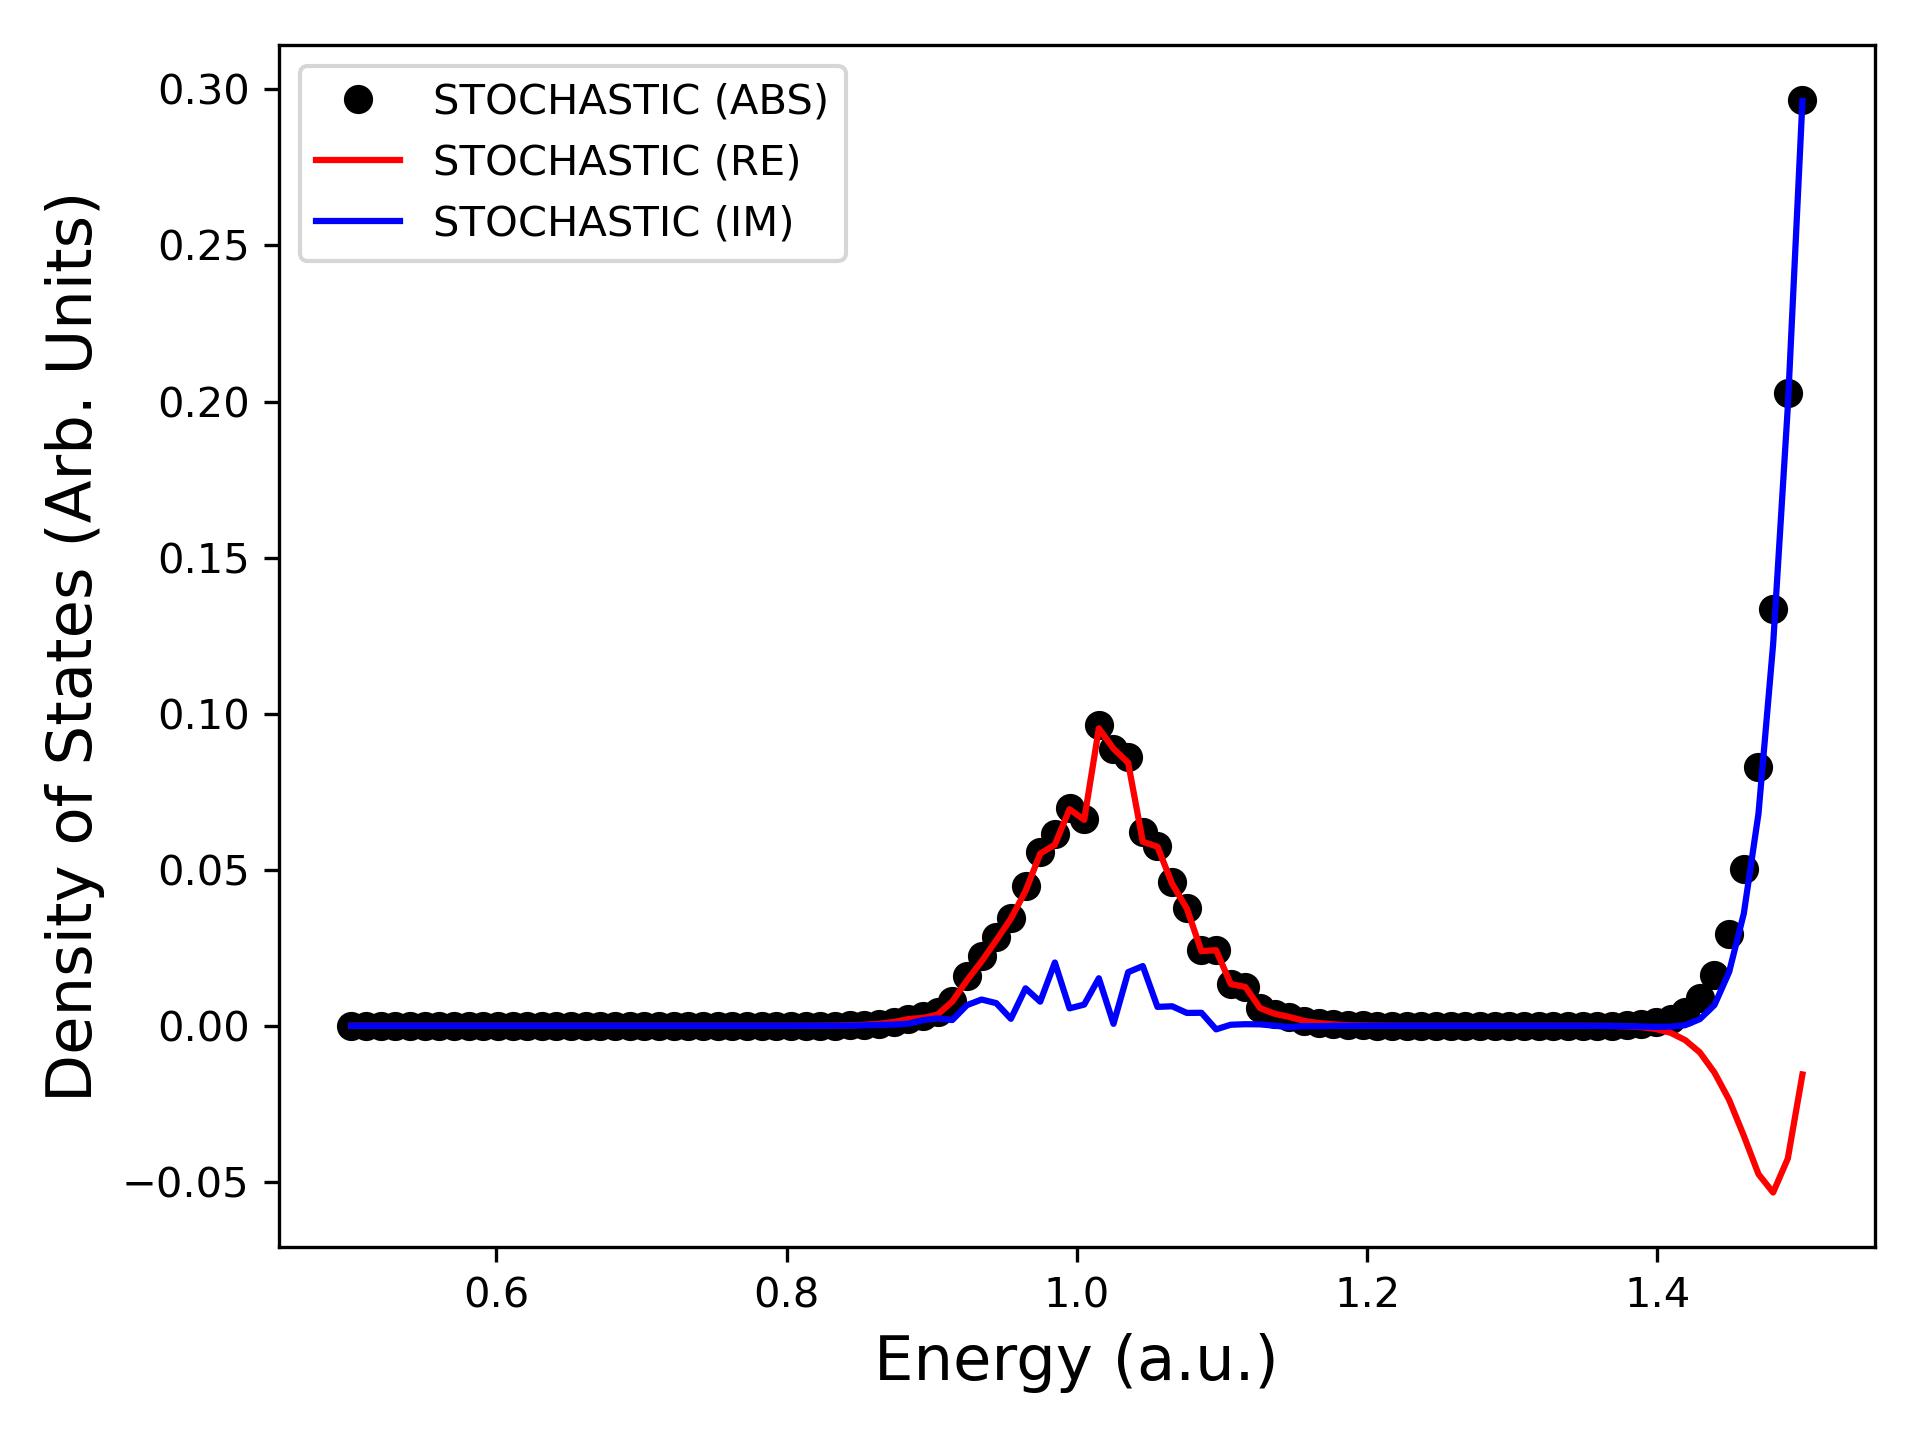 STOCHASTIC (ABS)
STOCHASTIC (RE)
STOCHASTIC (IM)
Density of States (Arb. Units)
0.30
0.25
0.20
0.15
0.10
0.05
0.00
−0.05
0.6 0.8 1.0 1.2 1.4
Energy (a.u.)